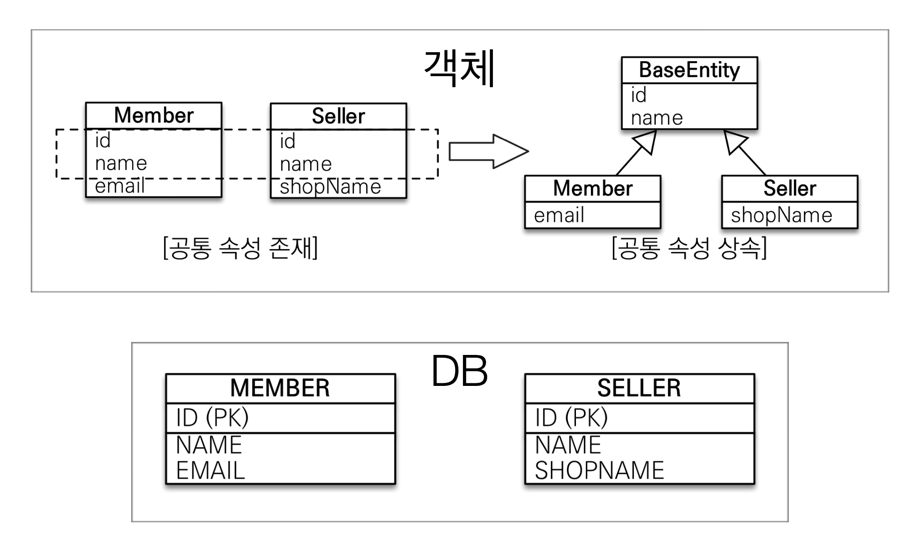 객체
Member
id
name
email
Seller
id
name
shopName
[공통 속성 존재]
BaseEntity
id
name
Member
email
Seller
shopName
[공통 속성 상속]
DB
MEMBER
ID (PK)
NAME
EMAIL
SELLER
ID (PK)
NAME
SHOPNAME